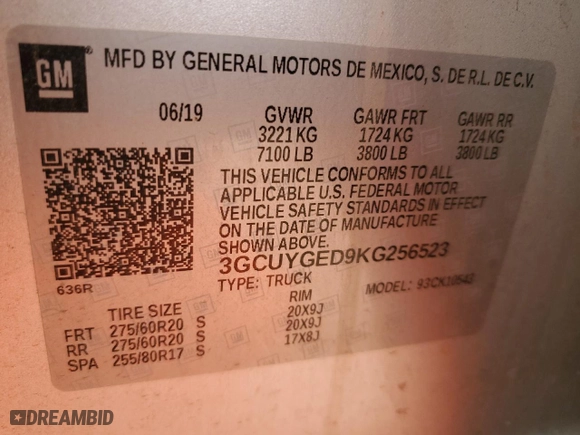 GM
MFD BY GENERAL MOTORS DE MEXICO, S. DE R.L. DE C.V.
06/19 GVWR GAWR FRT GAWR RR
3221 KG 1724 KG 1724 KG
7100 LB 3800 LB 3800 LB
THIS VEHICLE CONFORMS TO ALL
APPLICABLE U.S. FEDERAL MOTOR
VEHICLE SAFETY STANDARDS IN EFFECT
ON THE DATE OF MANUFACTURE
SHOWN ABOVE.
3GCUYGED9KG256523
636R
TYPE: TRUCK MODEL:
TIRE SIZE RIM
FRT 275/60R20 S 20X9J
RR 275/60R20 S 20X9J
SPA 255/80R17 S 17X8J
DREAMBID